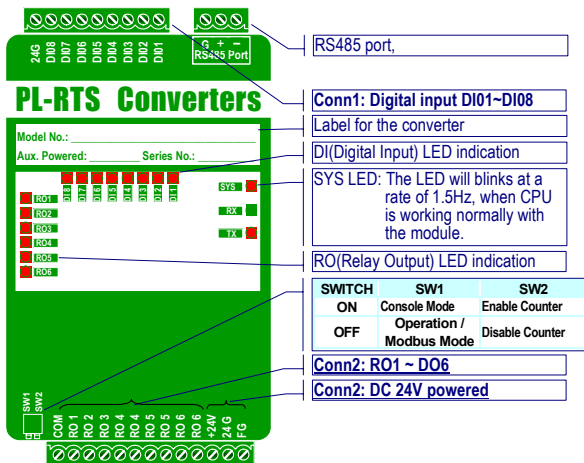 24G DI08 DI07 DI06 DI05 DI04 DI03 DI02 DI01
G + −
RS485 Port
RS485 port,
PL-RTS Converters
Conn1: Digital input DI01~DI08
Model No.:
Label for the converter
Aux. Powered: Series No.:
DI(Digital Input) LED indication
DI8 DI7 DI6 DI5 DI4 DI3 DI2 DI1
SYS
RX
TX
SYS LED: The LED will blinks at a
rate of 1.5Hz, when CPU
is working normally with
the module.
RO1
RO2
RO3
RO4
RO5
RO6
RO(Relay Output) LED indication
SWITCH SW1 SW2
ON Console Mode Enable Counter
OFF Operation / Modbus Mode Disable Counter
Conn2: RO1 ~ DO6
Conn2: DC 24V powered
SW1
SW2
COM RO 1 RO 2 RO 3 RO 4 RO 4 RO 5 RO 5 RO 6 RO 6 +24V 24 G FG